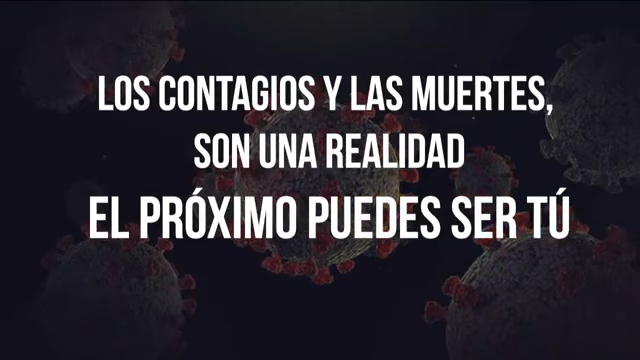 LOS CONTAGIOS Y LAS MUERTES,
SON UNA REALIDAD
EL PRÓXIMO PUEDES SER TÚ